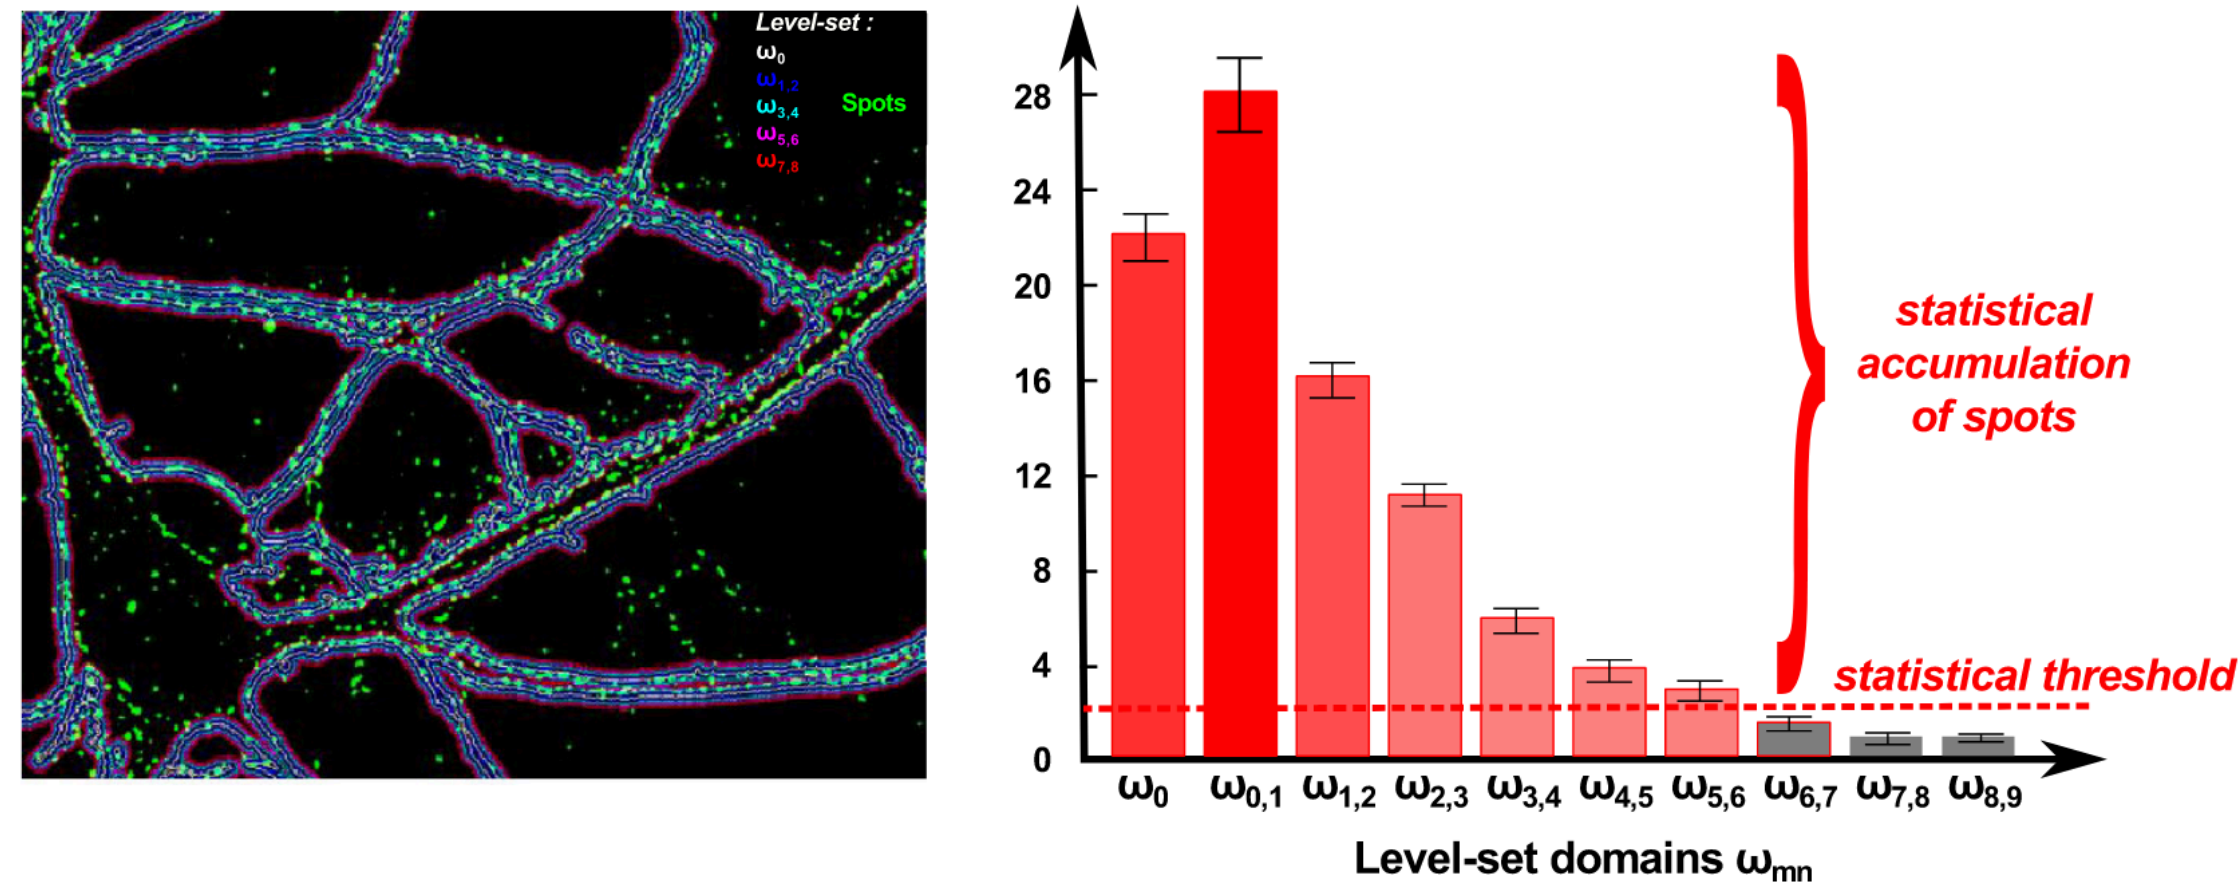 Level-set :
ω0
ω1,2
ω3,4
Spots
ω5,6
ω7,8
28
24
20
16
12
8
4
0
statistical
accumulation
of spots
statistical threshold
ω0 ω0,1 ω1,2 ω2,3 ω3,4 ω4,5 ω5,6 ω6,7 ω7,8 ω8,9
Level-set domains ωmn